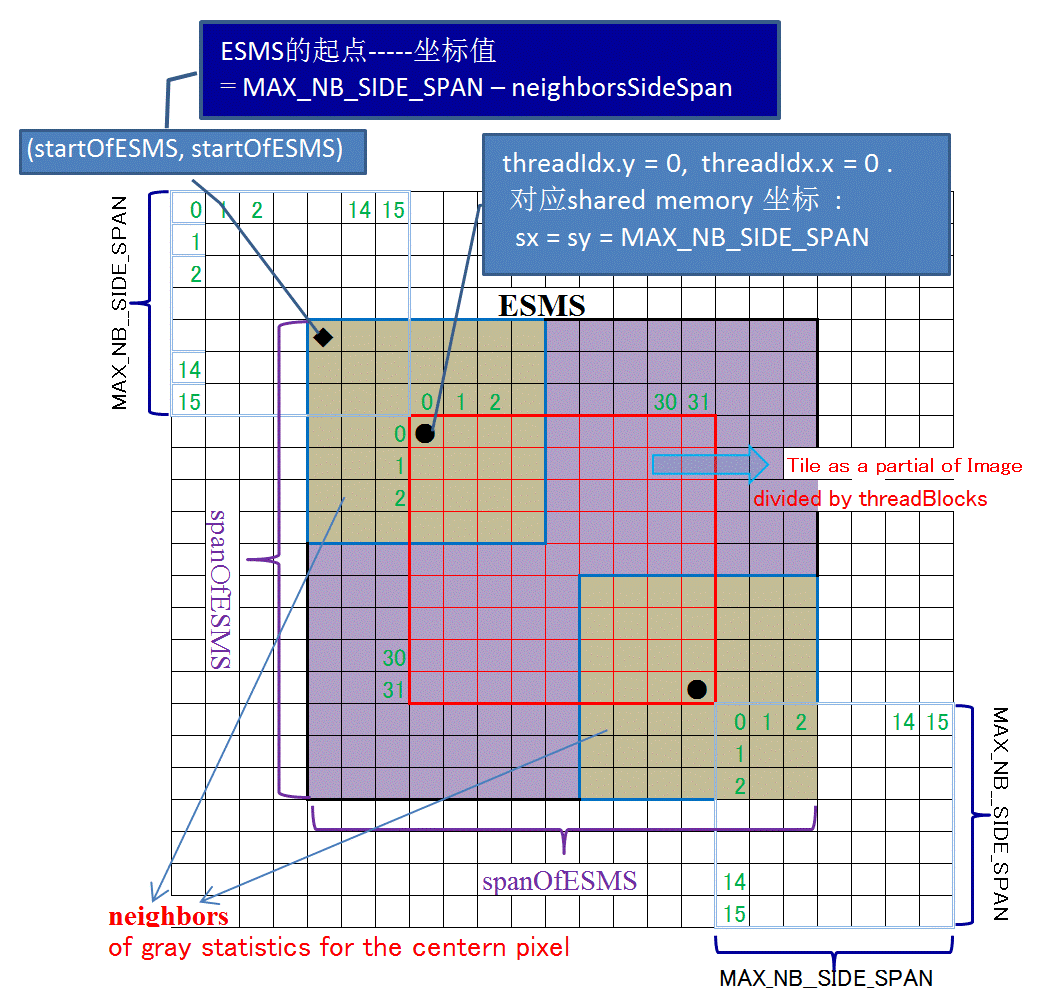 ESMS的起点-----坐标值
= MAX_NB_SIDE_SPAN – neighborsSideSpan
(startOfESMS, startOfESMS)
threadIdx.y = 0, threadIdx.x = 0 .
对应shared memory 坐标 :
sx = sy = MAX_NB_SIDE_SPAN
MAX_NB_SIDE_SPAN
0 1 2 14 15
1
2
14
15
ESMS
0 1 2 30 31
0
1
2
30
31
Tile as a partial of Image
divided by threadBlocks
spanOfESMS
0 1 2 14 15
1
2
14
15
MAX_NB_SIDE_SPAN
spanOfESMS
neighbors
of gray statistics for the centern pixel
MAX_NB_SIDE_SPAN